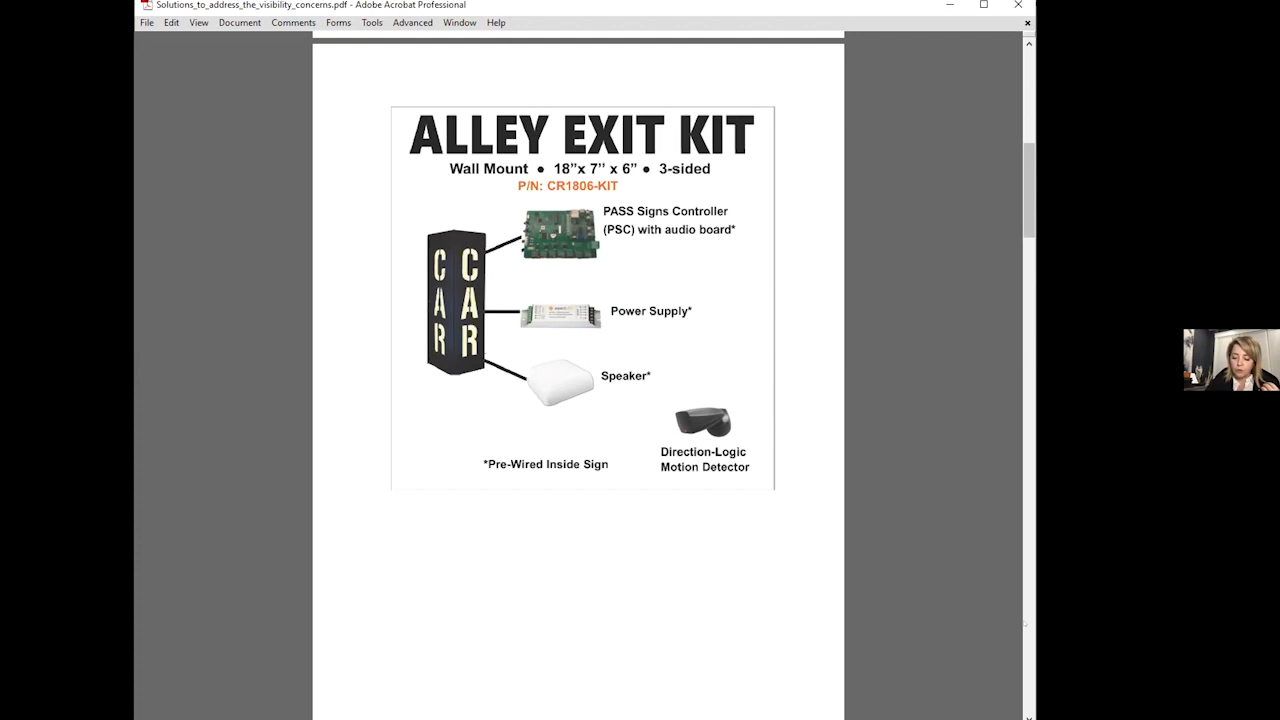 Solutions_to_address_the_visibility_concerns.pdf - Adobe Acrobat Professional
File Edit View Document Comments Forms Tools Advanced Window Help
ALLEY EXIT KIT
Wall Mount ● 18”x 7’’ x 6” ● 3-sided
P/N: CR1806-KIT
PASS Signs Controller
(PSC) with audio board*
CAR
CAR
Power Supply*
Speaker*
Direction-Logic
Motion Detector
*Pre-Wired Inside Sign